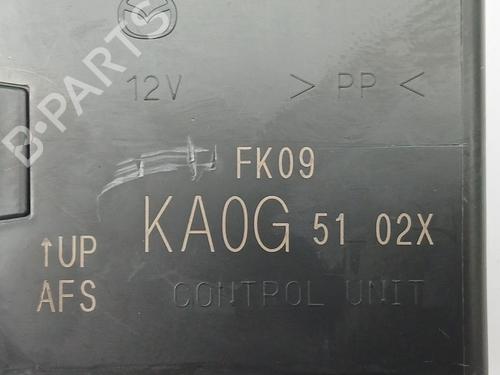 B-PARTS
12V > PP <
FK09
KA0G 51 02X
↑UP
AFS CONTROL UNIT